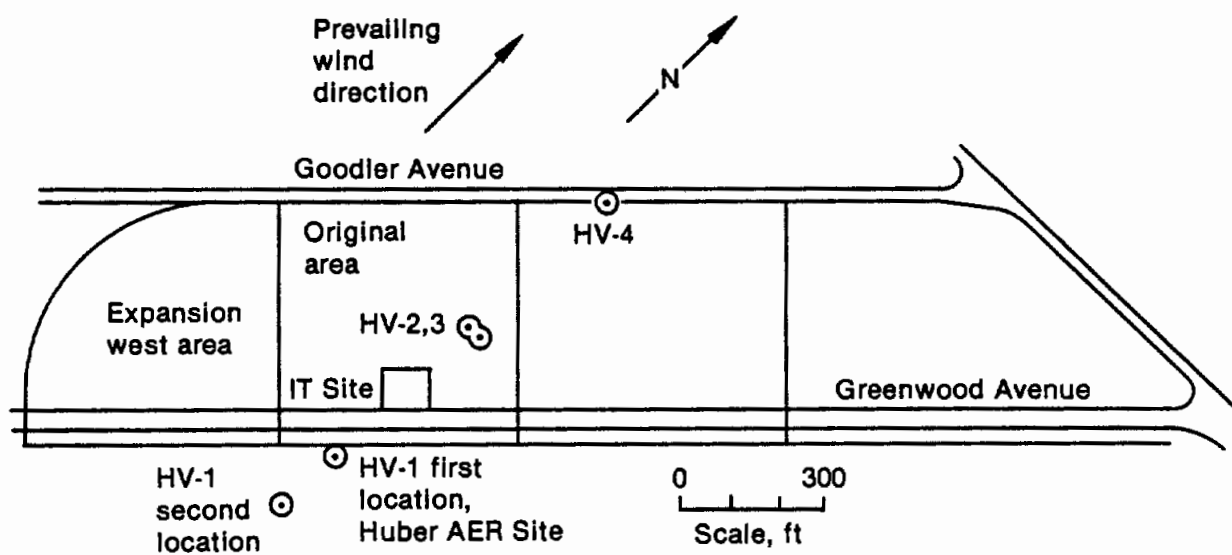 Prevailing
wind
direction
N
Goodler Avenue
Original
area
HV-4
Expansion
west area
HV-2,3
IT Site
Greenwood Avenue
HV-1
second
location
HV-1 first
location,
Huber AER Site
0 300
Scale, ft